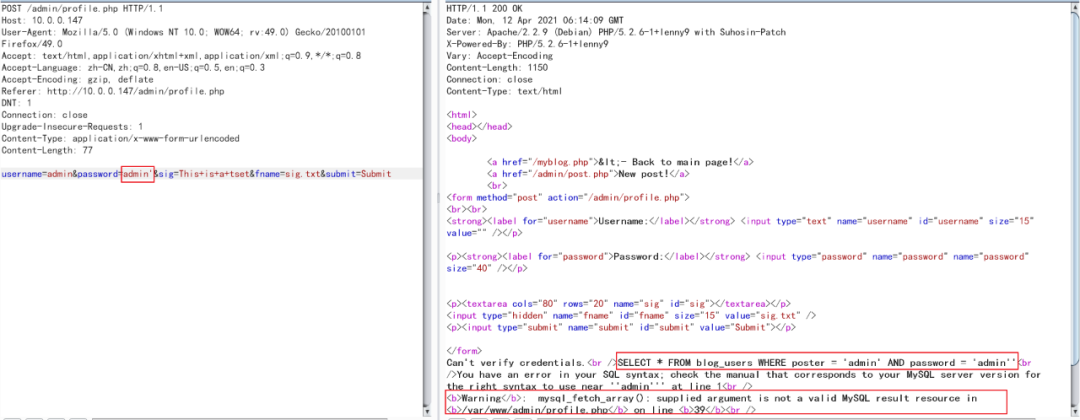 POST /admin/profile.php HTTP/1.1
Host: 10.0.0.147
User-Agent: Mozilla/5.0 (Windows NT 10.0; WOW64; rv:49.0) Gecko/20100101
Firefox/49.0
Accept: text/html,application/xhtml+xml,application/xml;q=0.9,*/*;q=0.8
Accept-Language: zh-CN,zh;q=0.8,en-US;q=0.5,en;q=0.3
Accept-Encoding: gzip, deflate
Referer: http://10.0.0.147/admin/profile.php
DNT: 1
Connection: close
Upgrade-Insecure-Requests: 1
Content-Type: application/x-www-form-urlencoded
Content-Length: 77
username=admin&password=admin'&sig=This+is+a+tset&fname=sig.txt&submit=Submit
HTTP/1.1 200 OK
Date: Mon, 12 Apr 2021 06:14:09 GMT
Server: Apache/2.2.9 (Debian) PHP/5.2.6-1+lenny9 with Suhosin-Patch
X-Powered-By: PHP/5.2.6-1+lenny9
Vary: Accept-Encoding
Content-Length: 1150
Connection: close
Content-Type: text/html
<html>
<head></head>
<body>
<a href="/myblog.php">&lt;- Back to main page!</a>
<a href="/admin/post.php">New post!</a>
<br>
<form method="post" action="/admin/profile.php">
<br><br>
<strong><label for="username">Username:</label></strong> <input type="text" name="username" id="username" size="15"
value="" /></p>
<p><strong><label for="password">Password:</label></strong> <input type="password" name="password" name="password"
size="40" /></p>
<p><textarea cols="80" rows="20" name="sig" id="sig"></textarea></p>
<input type="hidden" name="fname" id="fname" size="15" value="sig.txt" />
<p><input type="submit" name="submit" id="submit" value="Submit"></p>
</form>
Can't verify credentials.<br />SELECT * FROM blog_users WHERE poster = 'admin' AND password = 'admin''<br
/>You have an error in your SQL syntax; check the manual that corresponds to your MySQL server version for
the right syntax to use near ''admin''' at line 1<br />
<b>Warning</b>:  mysql_fetch_array(): supplied argument is not a valid MySQL result resource in
<b>/var/www/admin/profile.php</b> on line <b>39</b><br />